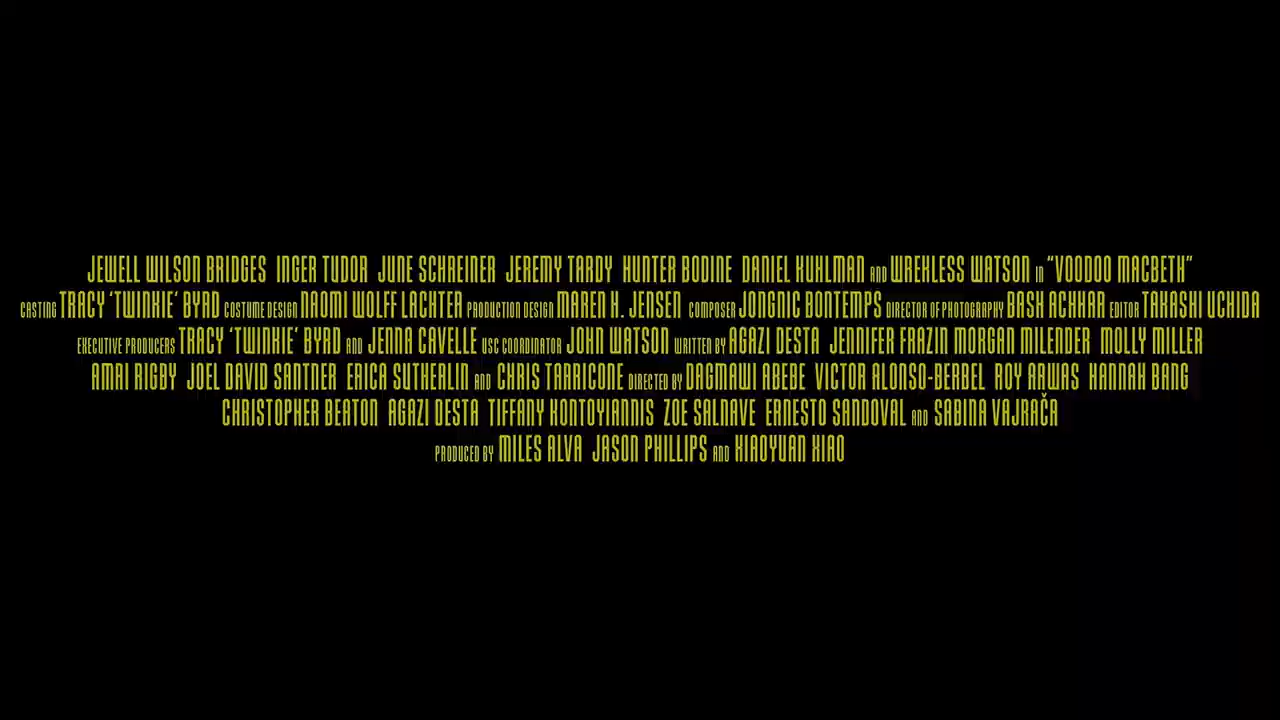 JEWELL WILSON BRIDGES INGER TUDOR JUNE SCHREINER JEREMY TARDY HUNTER BODINE DANIEL KUHLMAN AND WREKLESS WATSON IN "VOODOO MACBETH"
CASTING TRACY 'TWINKIE' BYRD COSTUME DESIGN NAOMI WOLFF LACHTER PRODUCTION DESIGN MAREN H. JENSEN COMPOSER JONGNIC BONTEMPS DIRECTOR OF PHOTOGRAPHY BASH ACHKAR EDITOR TAKASHI UCHIDA
EXECUTIVE PRODUCERS TRACY 'TWINKIE' BYRD AND JENNA CAVELLE USC COORDINATOR JOHN WATSON WRITTEN BY AGAZI DESTA JENNIFER FRAZIN MORGAN MILENDER MOLLY MILLER
AMRI RIGBY JOEL DAVID SANTNER ERICA SUTHERLIN AND CHRIS TARRICONE DIRECTED BY DAGMAWI ABEBE VICTOR ALONSO-BERBEL ROY ARWAS HANNAH BANG
CHRISTOPHER BEATON AGAZI DESTA TIFFANY KONTOYIANNIS ZOE SALNAVE ERNESTO SANDOVAL AND SABINA VAJRAČA
PRODUCED BY MILES ALVA JASON PHILLIPS AND XIAOYUAN XIAO